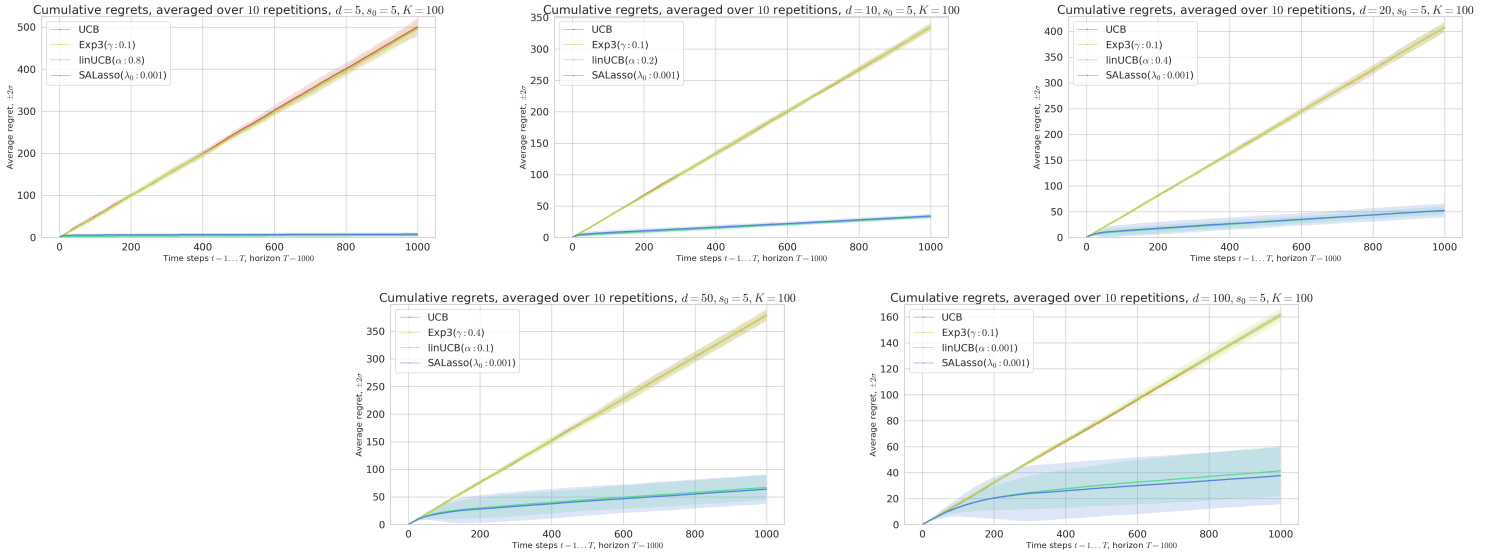 Cumulative regrets, averaged over 10 repetitions, d = 5, s₀ = 5, K = 100
500
400
300
200
100
0
Average regret, ±2σ
UCB
Exp3(γ : 0.1)
linUCB(α : 0.8)
SALasso(λ₀ : 0.001)
0 200 400 600 800 1000
Time steps t = 1 . . . T, horizon T = 1000
Cumulative regrets, averaged over 10 repetitions, d = 10, s₀ = 5, K = 100
350
300
250
200
150
100
50
0
Average regret, ±2σ
UCB
Exp3(γ : 0.1)
linUCB(α : 0.2)
SALasso(λ₀ : 0.001)
0 200 400 600 800 1000
Time steps t = 1 . . . T, horizon T = 1000
Cumulative regrets, averaged over 10 repetitions, d = 20, s₀ = 5, K = 100
400
350
300
250
200
150
100
50
0
Average regret, ±2σ
UCB
Exp3(γ : 0.1)
linUCB(α : 0.4)
SALasso(λ₀ : 0.001)
0 200 400 600 800 1000
Time steps t = 1 . . . T, horizon T = 1000
Cumulative regrets, averaged over 10 repetitions, d = 50, s₀ = 5, K = 100
350
300
250
200
150
100
50
0
Average regret, ±2σ
UCB
Exp3(γ : 0.4)
linUCB(α : 0.1)
SALasso(λ₀ : 0.001)
0 200 400 600 800 1000
Time steps t = 1 . . . T, horizon T = 1000
Cumulative regrets, averaged over 10 repetitions, d = 100, s₀ = 5, K = 100
160
140
120
100
80
60
40
20
0
Average regret, ±2σ
UCB
Exp3(γ : 0.1)
linUCB(α : 0.001)
SALasso(λ₀ : 0.001)
0 200 400 600 800 1000
Time steps t = 1 . . . T, horizon T = 1000